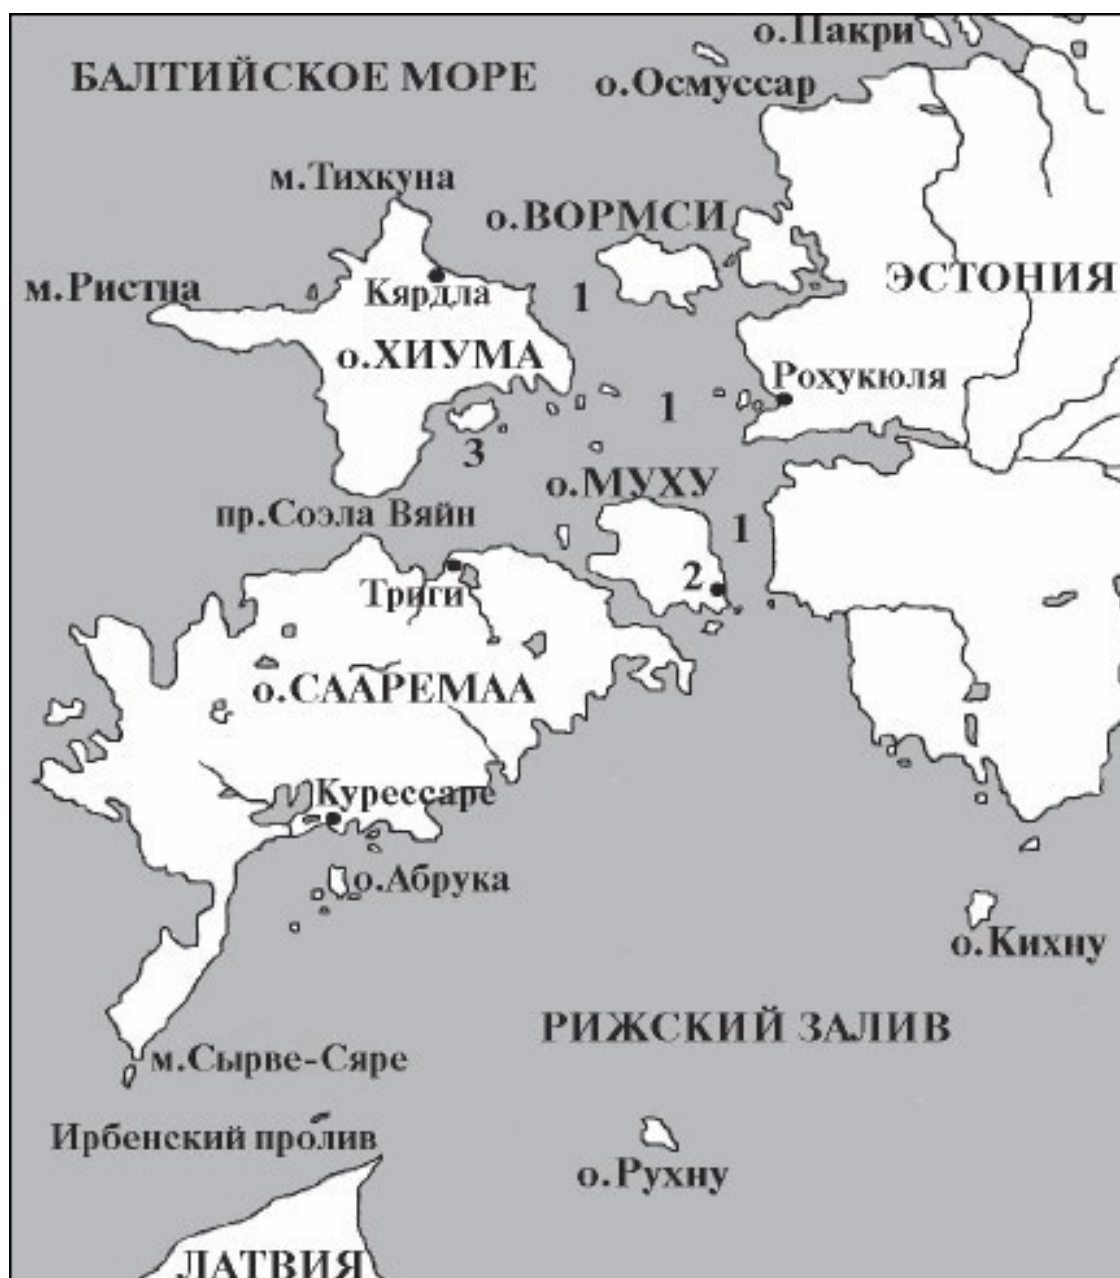 о.Пакри
БАЛТИЙСКОЕ МОРЕ
о.Осмуссар
м.Тихкуна
о.ВОРМСИ
м.Ристна
Кярдла
1
ЭСТОНИЯ
о.ХИУМА
Рохукюля
1
3
о.МУХУ
пр.Соэла Вяйн
1
2
Триги
о.СААРЕМАА
Курессаре
о.Абрука
о.Кихну
РИЖСКИЙ ЗАЛИВ
м.Сырве-Сяре
Ирбенский пролив
о.Рухну
ЛАТВИЯ